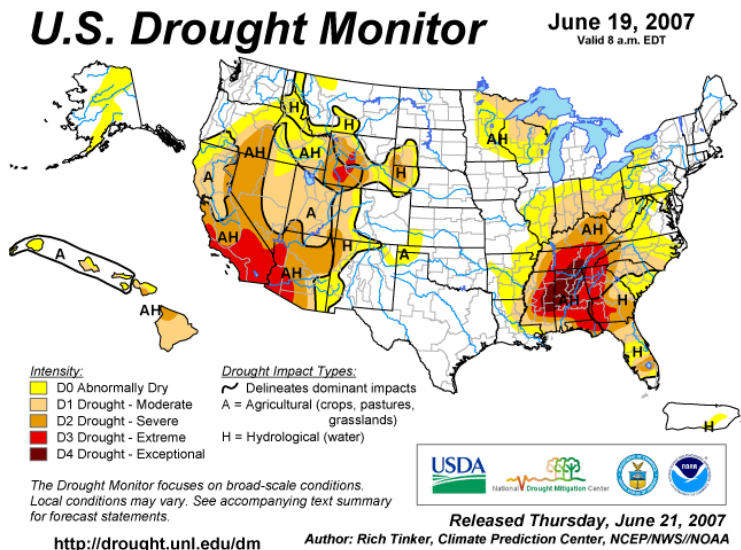 U.S. Drought Monitor
June 19, 2007
Valid 8 a.m. EDT
H
H
AH
AH
AH
A
H
A
AH
A
H
A
AH
AH
AH
AH
H
H
H
A
AH
Intensity:
D0 Abnormally Dry
D1 Drought - Moderate
D2 Drought - Severe
D3 Drought - Extreme
D4 Drought - Exceptional
Drought Impact Types:
Delineates dominant impacts
A = Agricultural (crops, pastures,
grasslands)
H = Hydrological (water)
The Drought Monitor focuses on broad-scale conditions.
Local conditions may vary. See accompanying text summary
for forecast statements.
http://drought.unl.edu/dm
USDA
National Drought Mitigation Center
NOAA
Released Thursday, June 21, 2007
Author: Rich Tinker, Climate Prediction Center, NCEP/NWS//NOAA